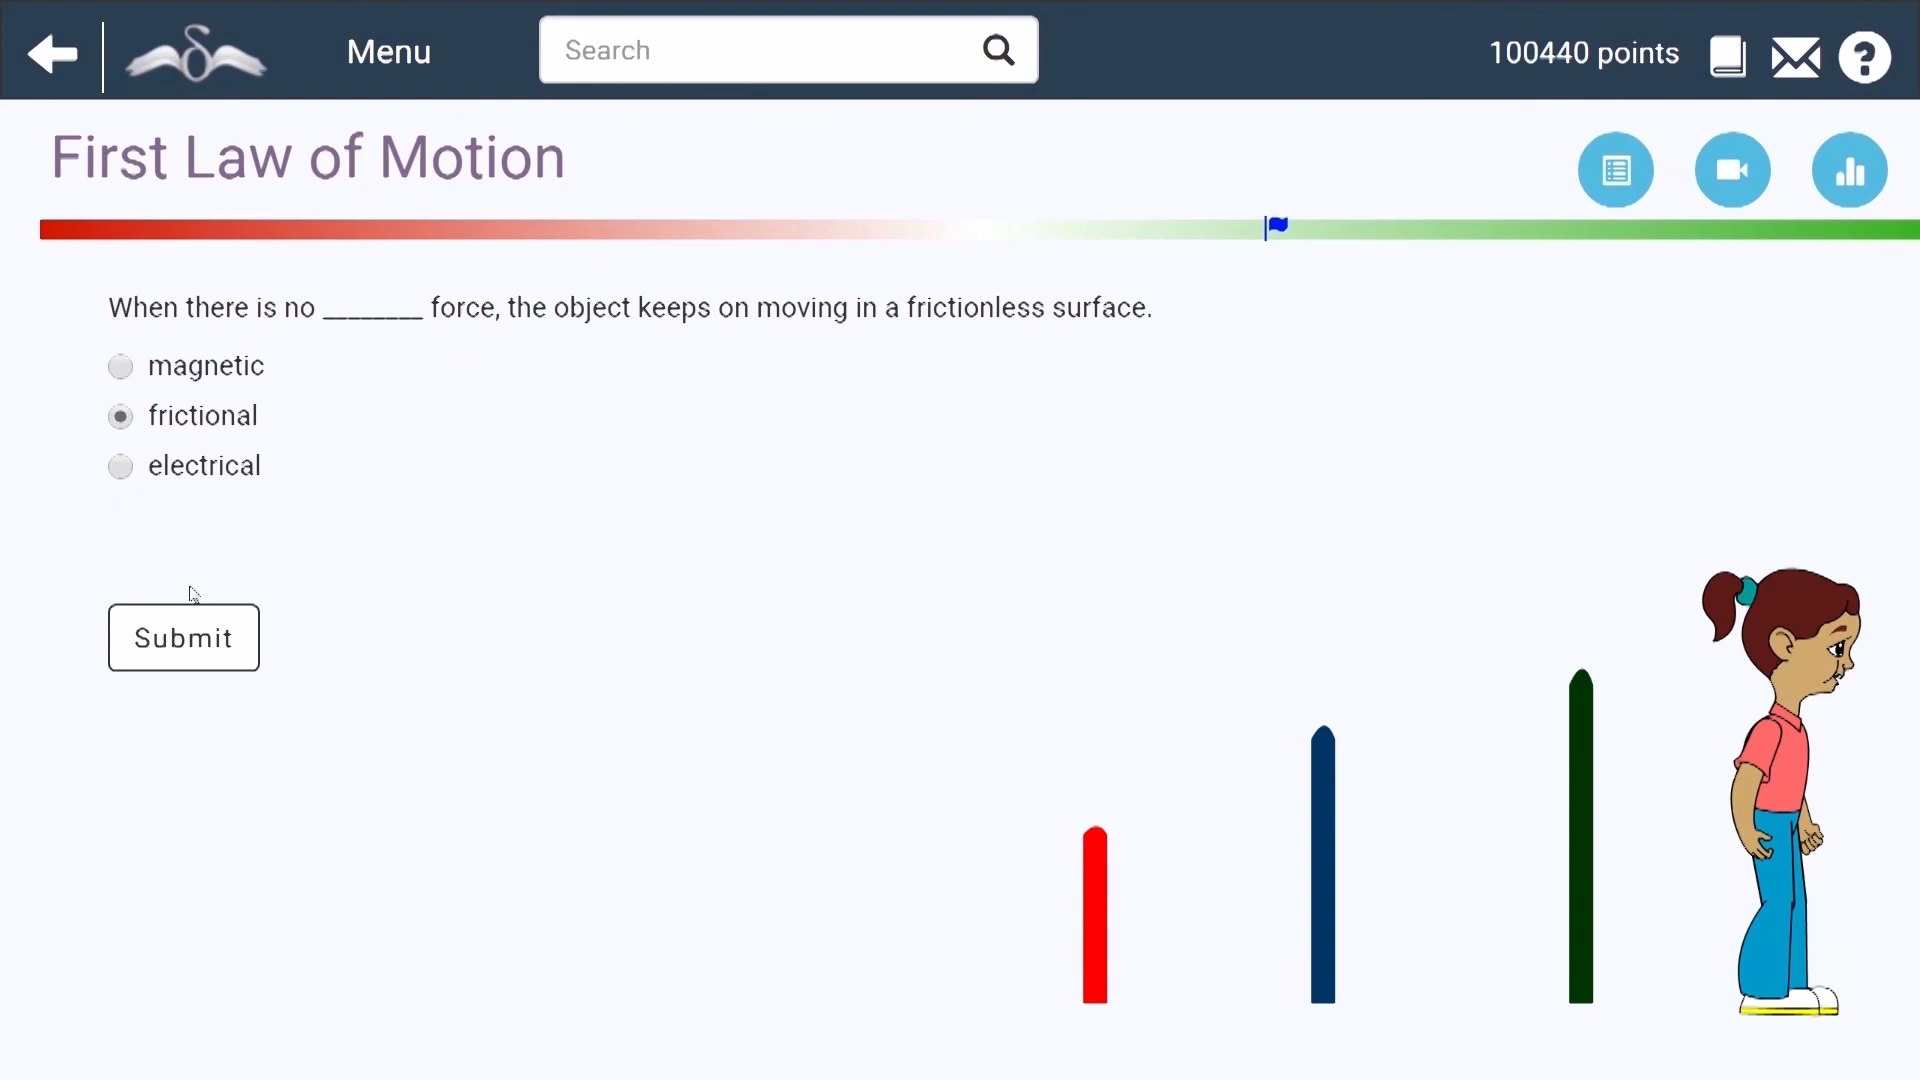 Menu
Search
100440 points
First Law of Motion
When there is no ________ force, the object keeps on moving in a frictionless surface.
magnetic
frictional
electrical
Submit